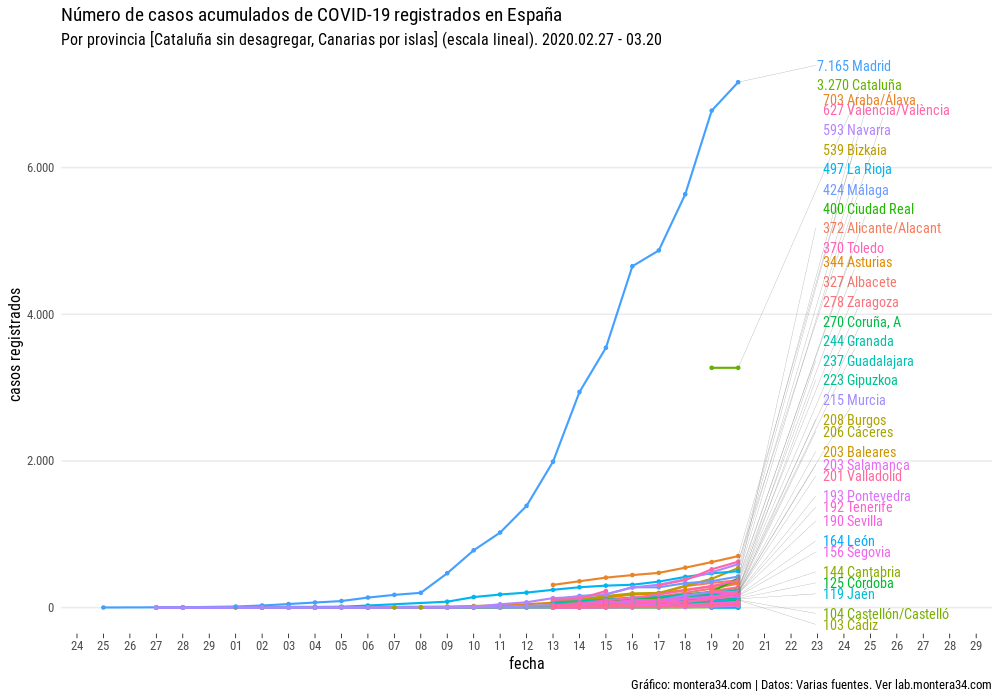 Número de casos acumulados de COVID-19 registrados en España
Por provincia [Cataluña sin desagregar, Canarias por islas] (escala lineal). 2020.02.27 - 03.20
7.165 Madrid
3.270 Cataluña
703 Araba/Álava
627 Valencia/València
593 Navarra
539 Bizkaia
497 La Rioja
424 Málaga
400 Ciudad Real
372 Alicante/Alacant
370 Toledo
344 Asturias
327 Albacete
278 Zaragoza
270 Coruña, A
244 Granada
237 Guadalajara
223 Gipuzkoa
215 Murcia
208 Burgos
206 Cáceres
203 Baleares
203 Salamanca
201 Valladolid
193 Pontevedra
192 Tenerife
190 Sevilla
164 León
156 Segovia
144 Cantabria
125 Córdoba
119 Jaén
104 Castellón/Castelló
103 Cádiz
casos registrados
6.000
4.000
2.000
0
24 25 26 27 28 29 01 02 03 04 05 06 07 08 09 10 11 12 13 14 15 16 17 18 19 20 21 22 23 24 25 26 27 28 29
fecha
Gráfico: montera34.com | Datos: Varias fuentes. Ver lab.montera34.com